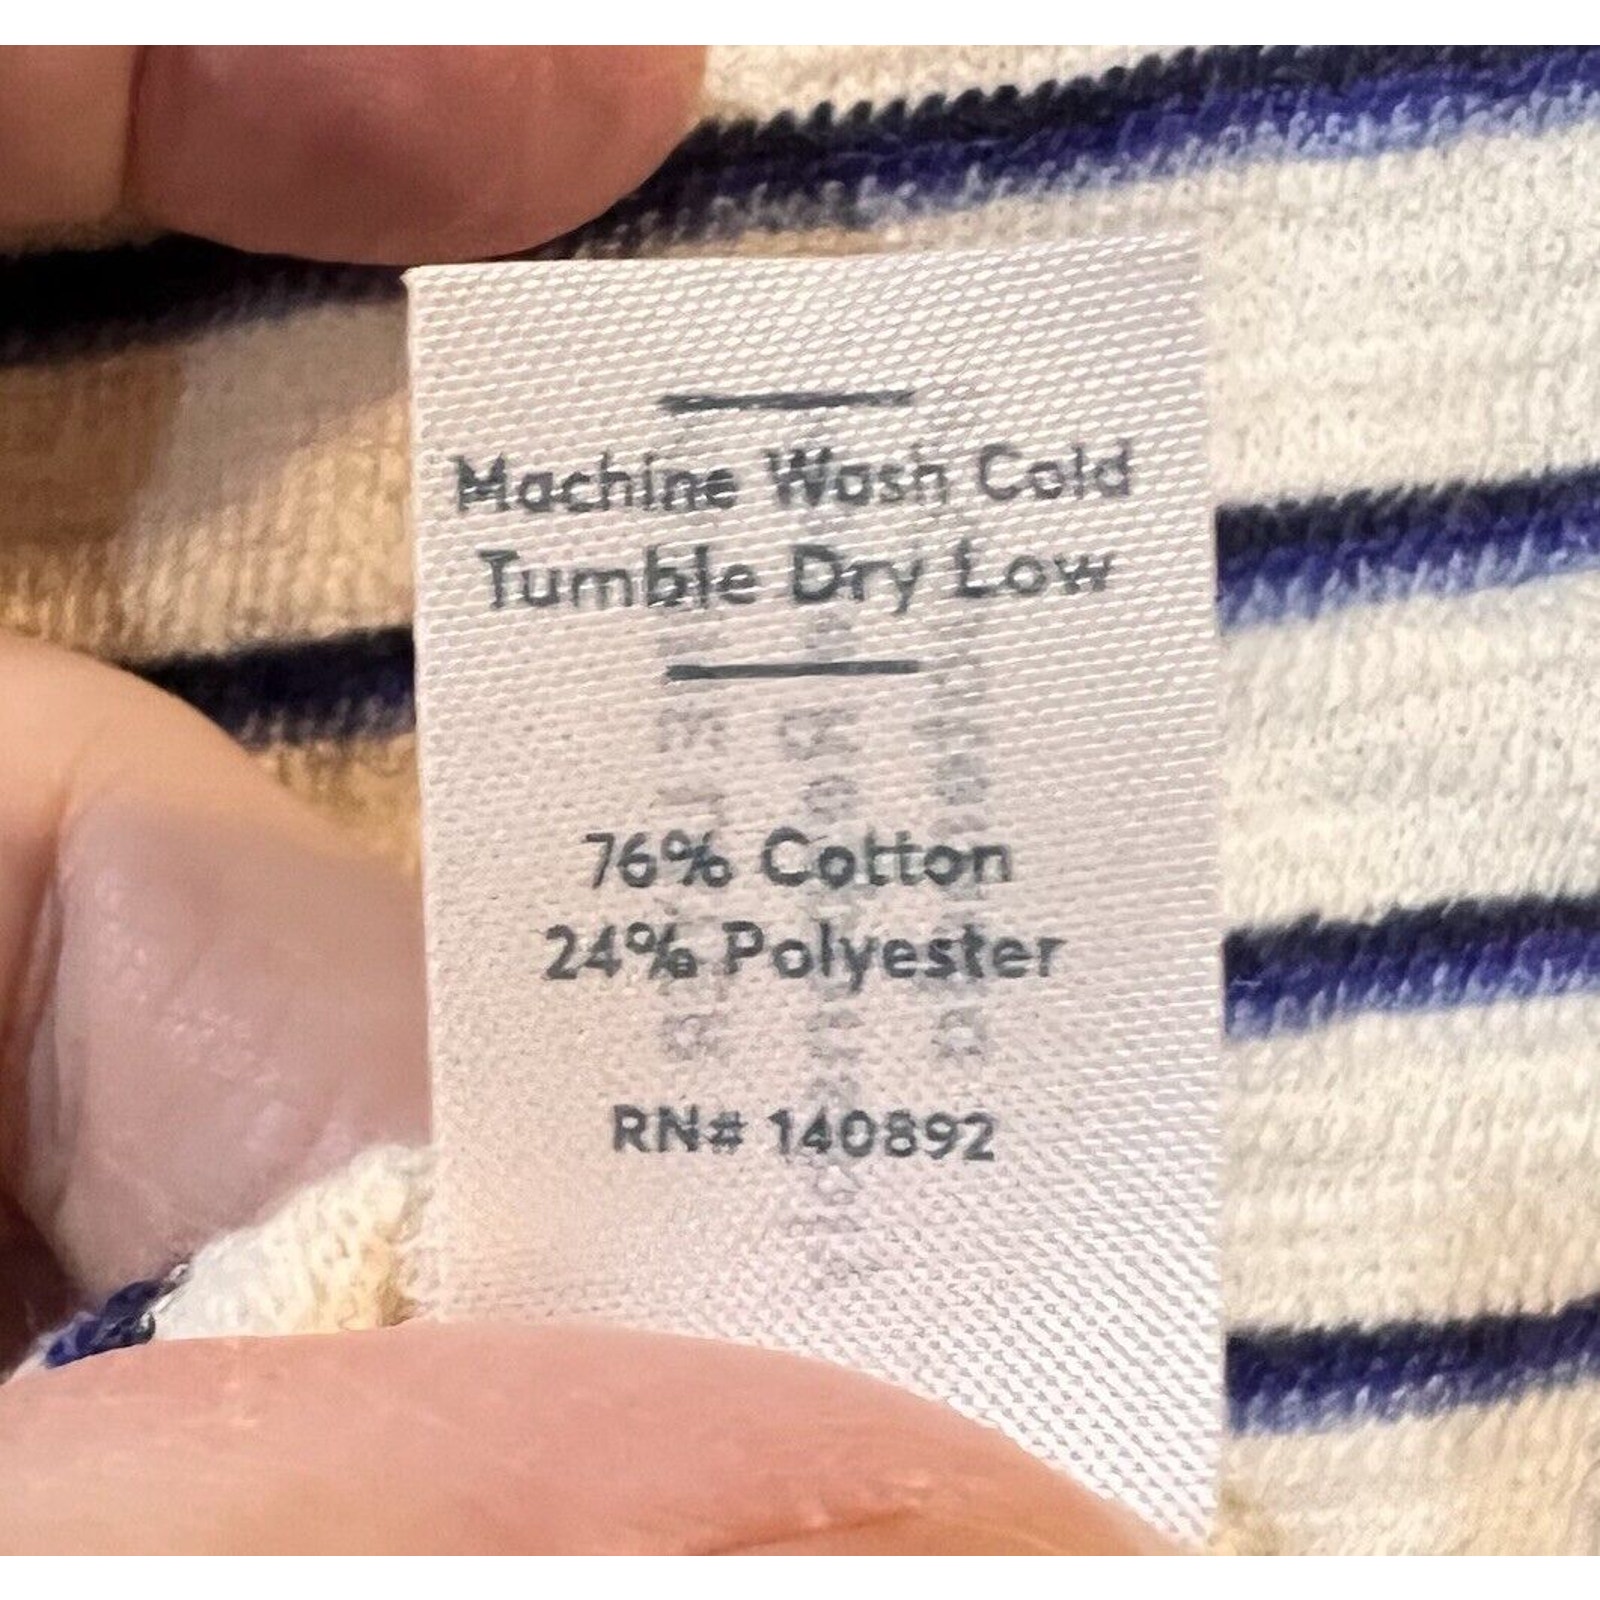 Machine Wash Cold
Tumble Dry Low
76% Cotton
24% Polyester
RN# 140892